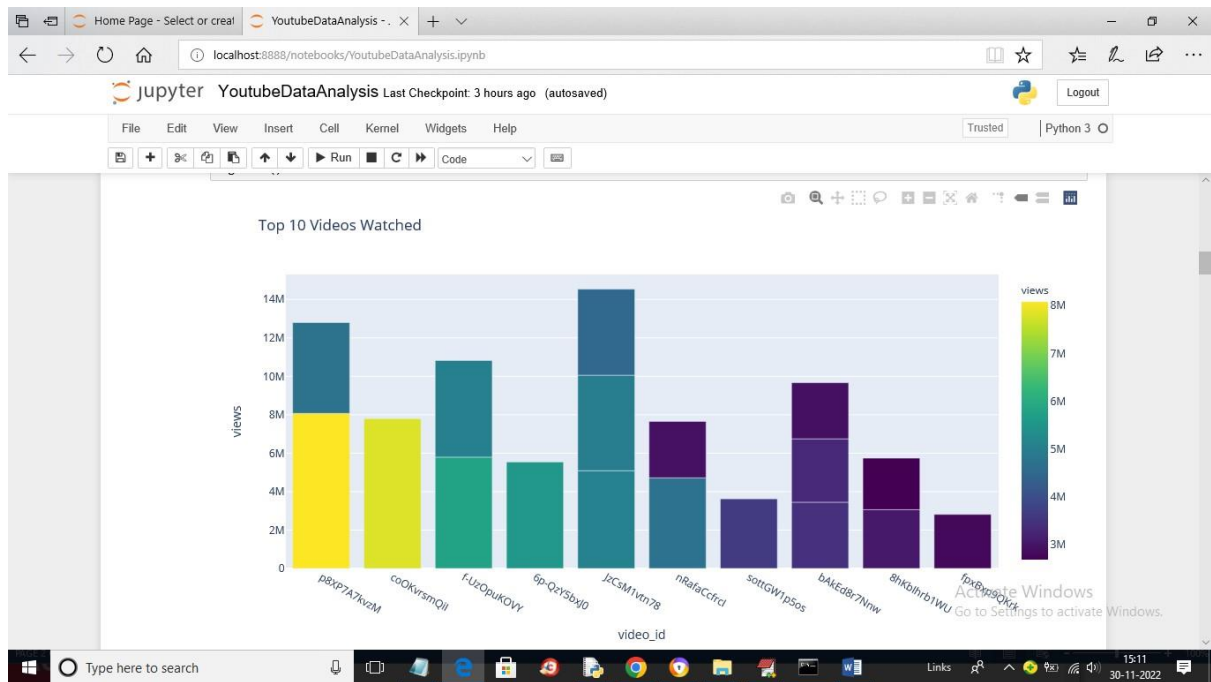 Home Page - Select or creat
YoutubeDataAnalysis - .
localhost:8888/notebooks/YoutubeDataAnalysis.ipynb
jupyter YoutubeDataAnalysis Last Checkpoint: 3 hours ago (autosaved)
Logout
File Edit View Insert Cell Kernel Widgets Help
Trusted
Python 3
Run
Code
Top 10 Videos Watched
views
14M
12M
10M
8M
6M
4M
2M
0
views
8M
7M
6M
5M
4M
3M
p8XP7A7kvzM
coOKvrsmQiI
f-UzOpuKOVY
6p-QzY5bxJ0
JzCsM1vtn78
nRafaCcfrcI
sottGW1p5os
bAkEd8r7Nnw
8hKbIhrb1WU
fpxBxp9QKrk
video_id
Activate Windows
Go to Settings to activate Windows.
Type here to search
Links
15:11
30-11-2022